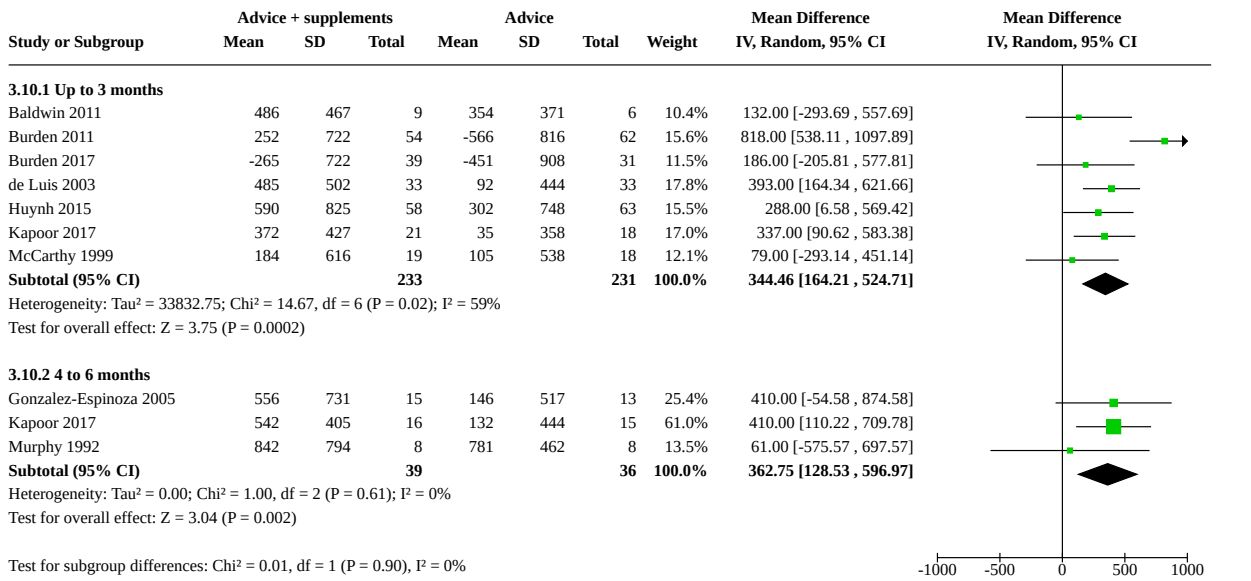 Advice + supplements Advice Mean Difference Mean Difference
Study or Subgroup Mean SD Total Mean SD Total Weight IV, Random, 95% CI IV, Random, 95% CI
3.10.1 Up to 3 months
Baldwin 2011 486 467 9 354 371 6 10.4% 132.00 [-293.69 , 557.69]
Burden 2011 252 722 54 -566 816 62 15.6% 818.00 [538.11 , 1097.89]
Burden 2017 -265 722 39 -451 908 31 11.5% 186.00 [-205.81 , 577.81]
de Luis 2003 485 502 33 92 444 33 17.8% 393.00 [164.34 , 621.66]
Huynh 2015 590 825 58 302 748 63 15.5% 288.00 [6.58 , 569.42]
Kapoor 2017 372 427 21 35 358 18 17.0% 337.00 [90.62 , 583.38]
McCarthy 1999 184 616 19 105 538 18 12.1% 79.00 [-293.14 , 451.14]
Subtotal (95% CI) 233 231 100.0% 344.46 [164.21 , 524.71]
Heterogeneity: Tau² = 33832.75; Chi² = 14.67, df = 6 (P = 0.02); I² = 59%
Test for overall effect: Z = 3.75 (P = 0.0002)
3.10.2 4 to 6 months
Gonzalez-Espinoza 2005 556 731 15 146 517 13 25.4% 410.00 [-54.58 , 874.58]
Kapoor 2017 542 405 16 132 444 15 61.0% 410.00 [110.22 , 709.78]
Murphy 1992 842 794 8 781 462 8 13.5% 61.00 [-575.57 , 697.57]
Subtotal (95% CI) 39 36 100.0% 362.75 [128.53 , 596.97]
Heterogeneity: Tau² = 0.00; Chi² = 1.00, df = 2 (P = 0.61); I² = 0%
Test for overall effect: Z = 3.04 (P = 0.002)
Test for subgroup differences: Chi² = 0.01, df = 1 (P = 0.90), I² = 0%
-1000 -500 0 500 1000